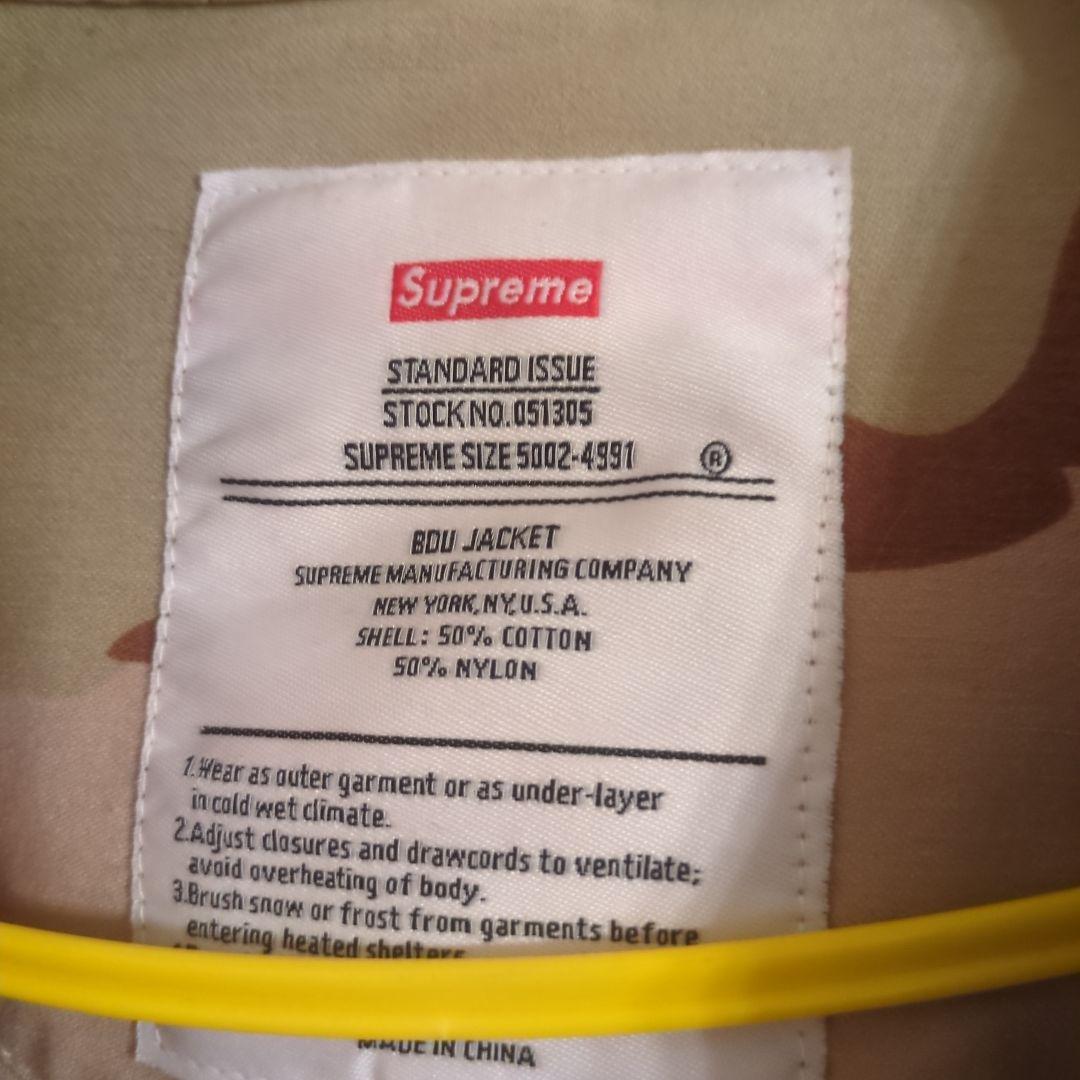 Supreme
STANDARD ISSUE
STOCK NO. 051305
SUPREME SIZE 5002-4991 ®
BDU JACKET
SUPREME MANUFACTURING COMPANY
NEW YORK, NY, U.S.A.
SHELL: 50% COTTON
50% NYLON
1.Wear as outer garment or as under-layer
in cold wet climate.
2.Adjust closures and drawcords to ventilate;
avoid overheating of body.
3.Brush snow or frost from garments before
entering heated shelters
MADE IN CHINA